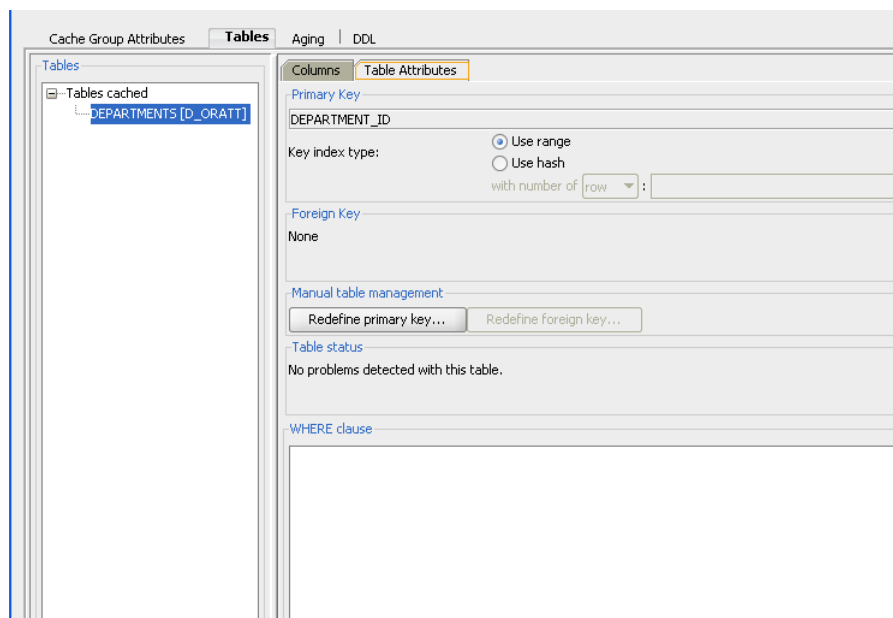 Cache Group Attributes Tables Aging DDL
Tables
Tables cached
DEPARTMENTS [D_ORATT]
Columns Table Attributes
Primary Key
DEPARTMENT_ID
Key index type:
Use range
Use hash
with number of row :
Foreign Key
None
Manual table management
Redefine primary key... Redefine foreign key...
Table status
No problems detected with this table.
WHERE clause